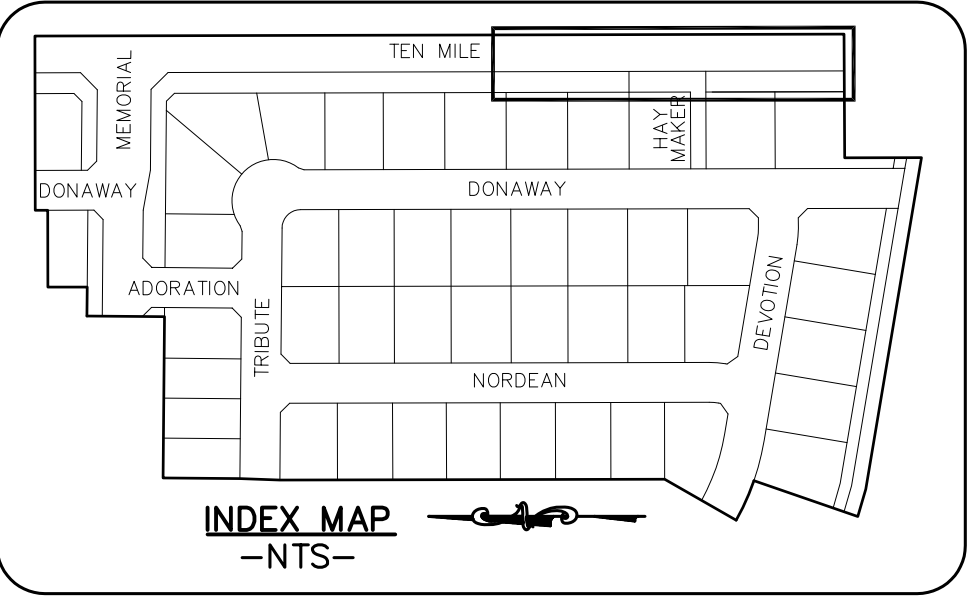 TEN MILE
MEMORIAL
HAY
MAKER
DONAWAY
DONAWAY
ADORATION
TRIBUTE
DEVOTION
NORDEAN
INDEX MAP
-NTS-